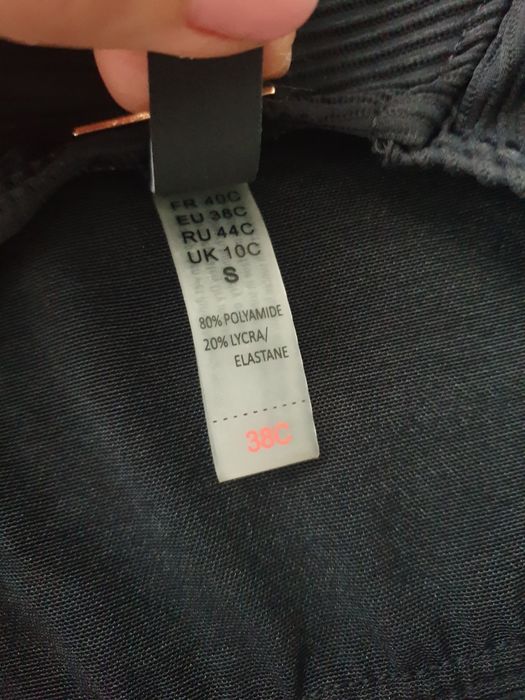 FR 40C
EU 38C
RU 44C
UK 10C
S
80% POLYAMIDE
20% LYCRA/
ELASTANE
38C